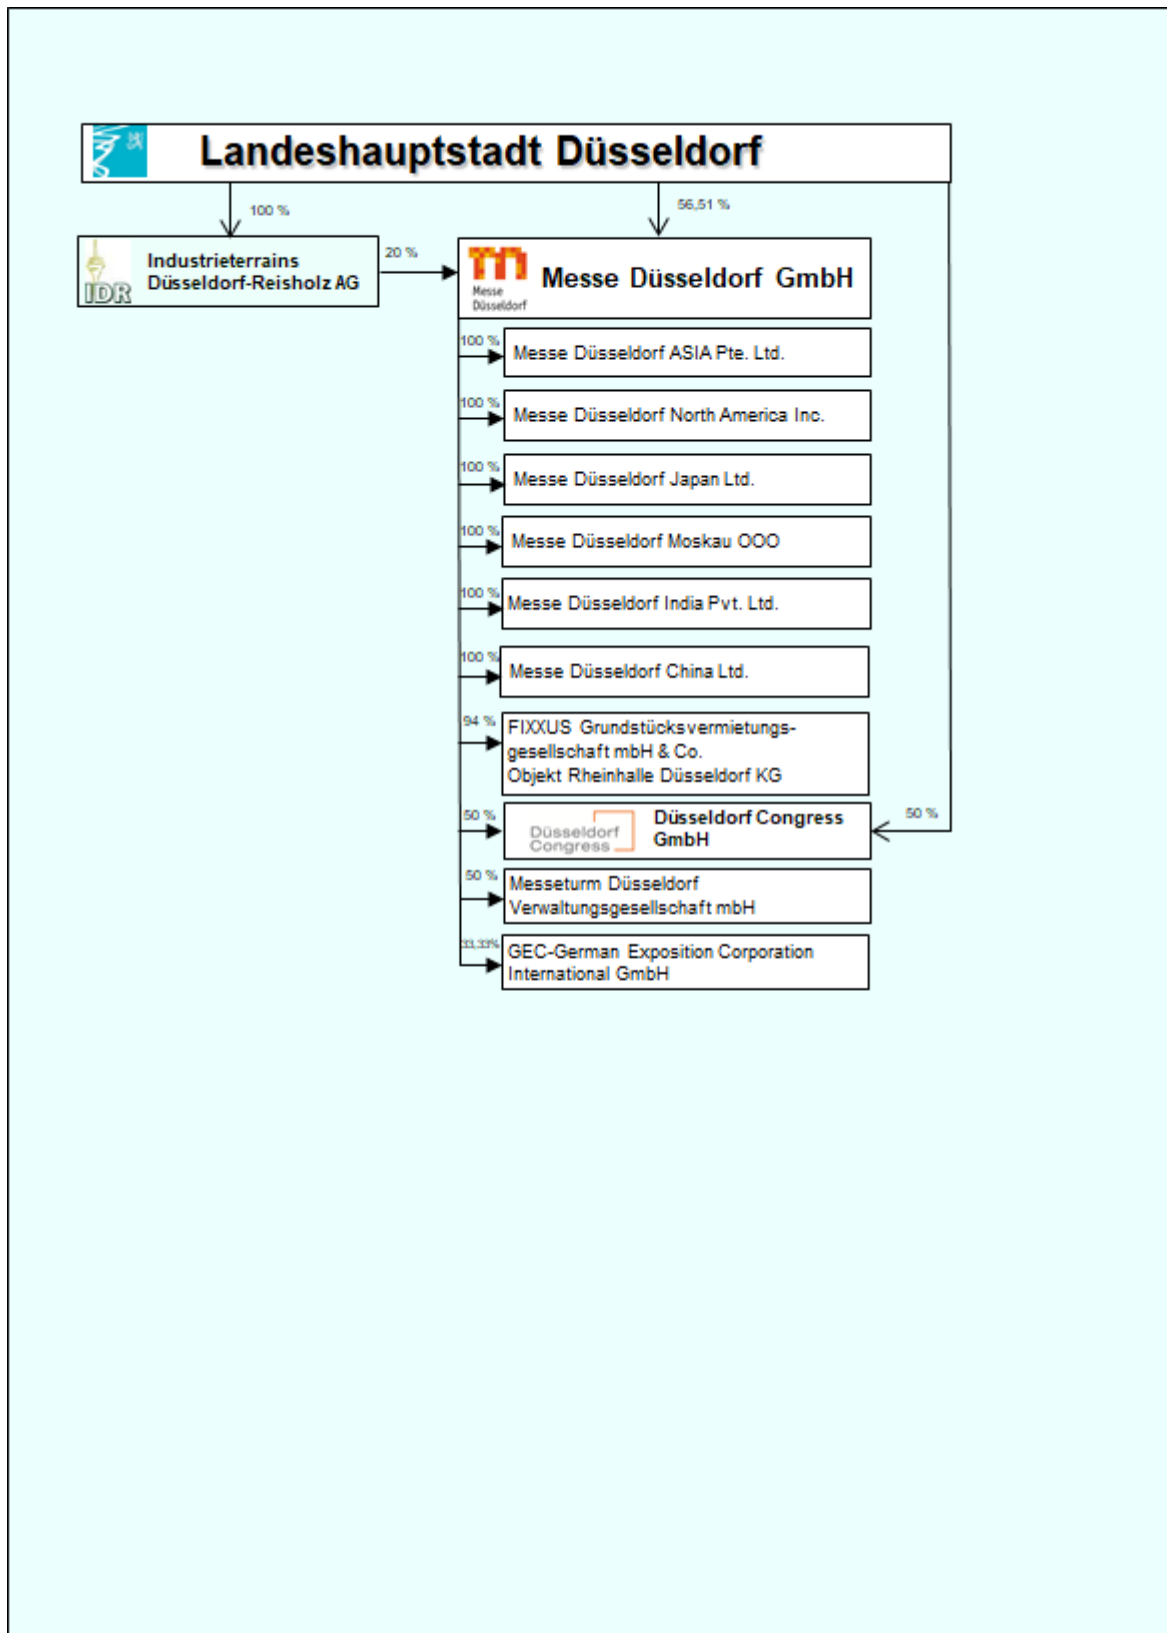 Landeshauptstadt Düsseldorf
100 %
56,51 %
IDR
Industrieterrains
Düsseldorf-Reisholz AG
20 %
Messe
Düsseldorf
Messe Düsseldorf GmbH
100 %
Messe Düsseldorf ASIA Pte. Ltd.
100 %
Messe Düsseldorf North America Inc.
100 %
Messe Düsseldorf Japan Ltd.
100 %
Messe Düsseldorf Moskau OOO
100 %
Messe Düsseldorf India Pvt. Ltd.
100 %
Messe Düsseldorf China Ltd.
94 %
FIXXUS Grundstücksvermietungs-
gesellschaft mbH & Co.
Objekt Rheinhalle Düsseldorf KG
50 %
Düsseldorf
Congress
Düsseldorf Congress
GmbH
50 %
50 %
Messeturm Düsseldorf
Verwaltungsgesellschaft mbH
33,33%
GEC-German Exposition Corporation
International GmbH